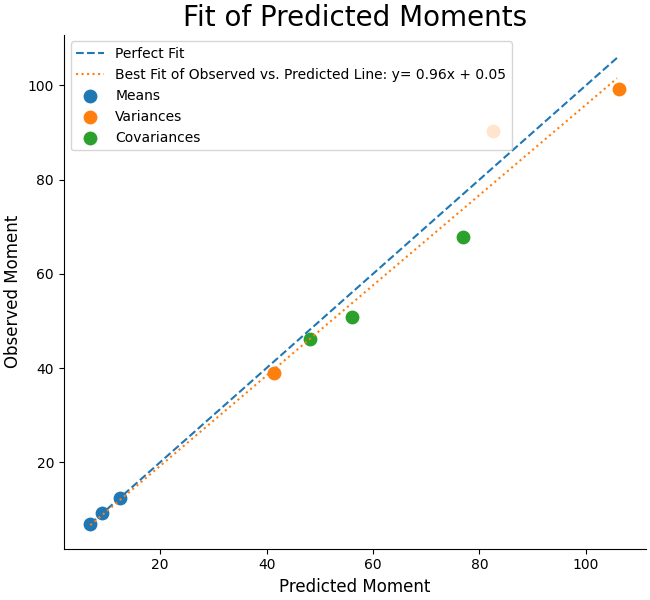 Fit of Predicted Moments
Perfect Fit
Best Fit of Observed vs. Predicted Line: y= 0.96x + 0.05
Means
Variances
Covariances
100
80
60
40
20
Observed Moment
20 40 60 80 100
Predicted Moment